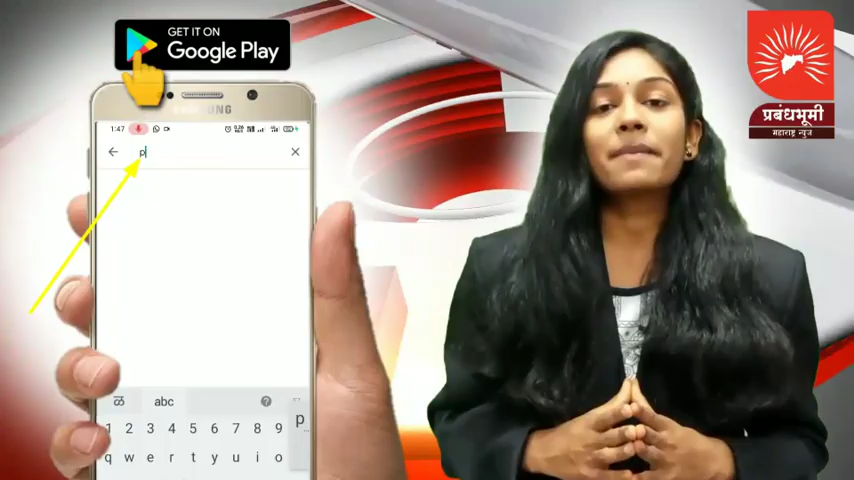 GET IT ON
Google Play
SAMSUNG
1:47
p
प्रबंधभूमी
महाराष्ट्र न्यूज
abc
p
1 2 3 4 5 6 7 8 9
q w e r t y u i o